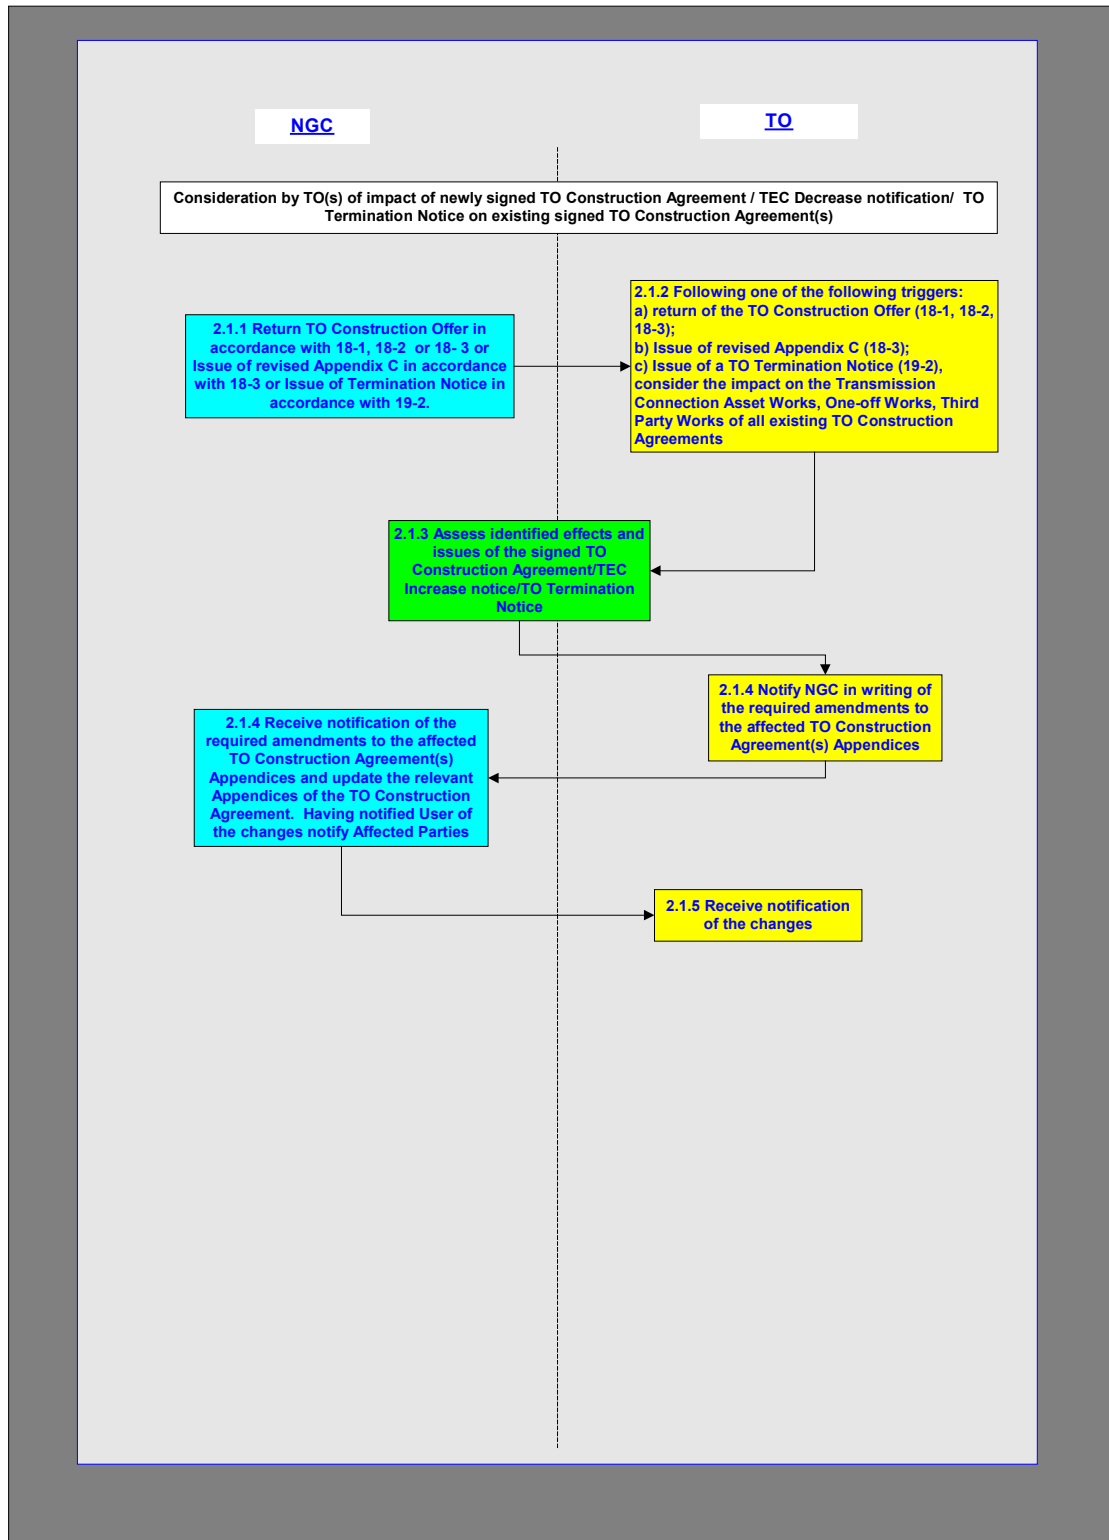 NGC
TO
Consideration by TO(s) of impact of newly signed TO Construction Agreement / TEC Decrease notification/  TO
Termination Notice on existing signed TO Construction Agreement(s)
2.1.1 Return TO Construction Offer in
accordance with 18-1, 18-2  or 18- 3 or
Issue of revised Appendix C in accordance
with 18-3 or Issue of Termination Notice in
accordance with 19-2.
2.1.2 Following one of the following triggers:
a) return of the TO Construction Offer (18-1, 18-2,
18-3);
b) Issue of revised Appendix C (18-3);
c) Issue of a TO Termination Notice (19-2),
consider the impact on the Transmission
Connection Asset Works, One-off Works, Third
Party Works of all existing TO Construction
Agreements
2.1.3 Assess identified effects and
issues of the signed TO
Construction Agreement/TEC
Increase notice/TO Termination
Notice
2.1.4 Notify NGC in writing of
the required amendments to
the affected TO Construction
Agreement(s) Appendices
2.1.4 Receive notification of the
required amendments to the affected
TO Construction Agreement(s)
Appendices and update the relevant
Appendices of the TO Construction
Agreement.  Having notified User of
the changes notify Affected Parties
2.1.5 Receive notification
of the changes